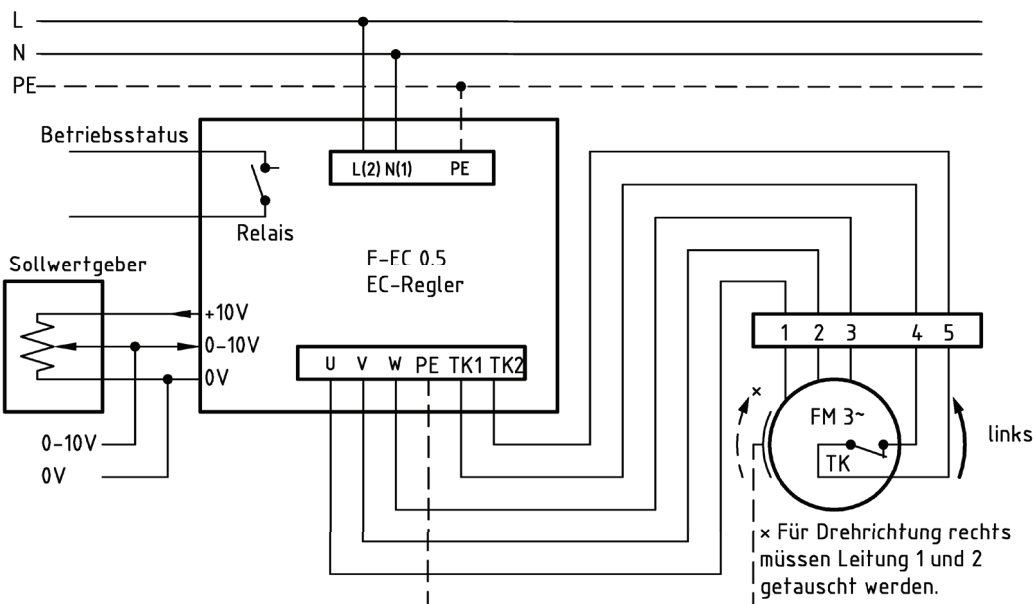 L
N
PE
Betriebsstatus
L(2) N(1) PE
Relais
Sollwertgeber
F-FC 0.5
EC-Regler
+10V
0-10V
0V
U V W PE TK1 TK2
0-10V
0V
1 2 3 4 5
×
FM 3~
TK
links
× Für Drehrichtung rechts
müssen Leitung 1 und 2
getauscht werden.